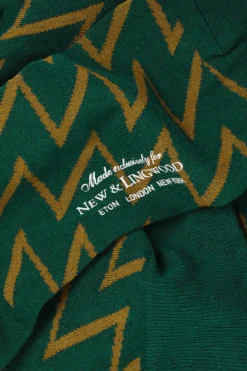 Made exclusively for
NEW & LINGWOOD
ETON LONDON NEW YORK